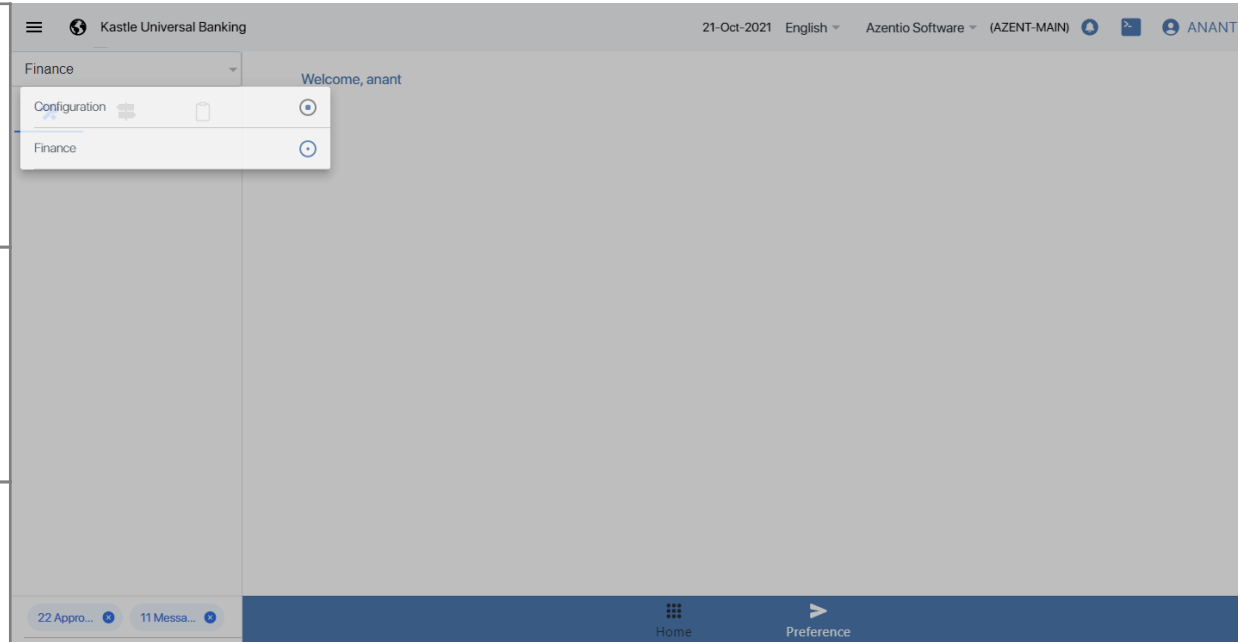 Kastle Universal Banking
21-Oct-2021 English Azentio Software (AZENT-MAIN) ANANT
Finance
Welcome, anant
Configuration
Finance
22 Appro... 11 Messa...
Home Preference